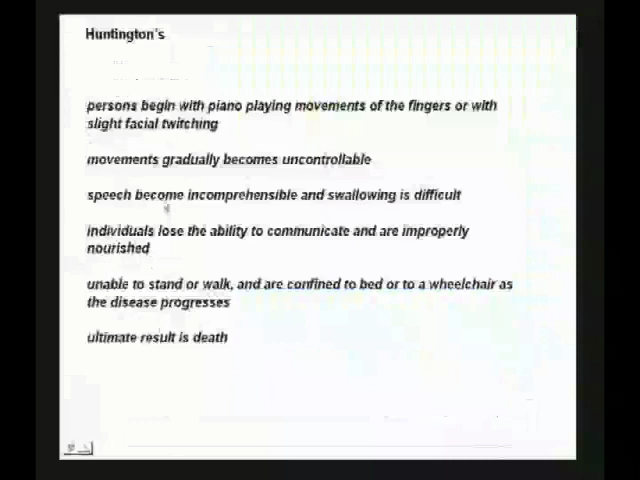 Huntington's
persons begin with piano playing movements of the fingers or with
slight facial twitching
movements gradually becomes uncontrollable
speech become incomprehensible and swallowing is difficult
individuals lose the ability to communicate and are improperly
nourished
unable to stand or walk, and are confined to bed or to a wheelchair as
the disease progresses
ultimate result is death